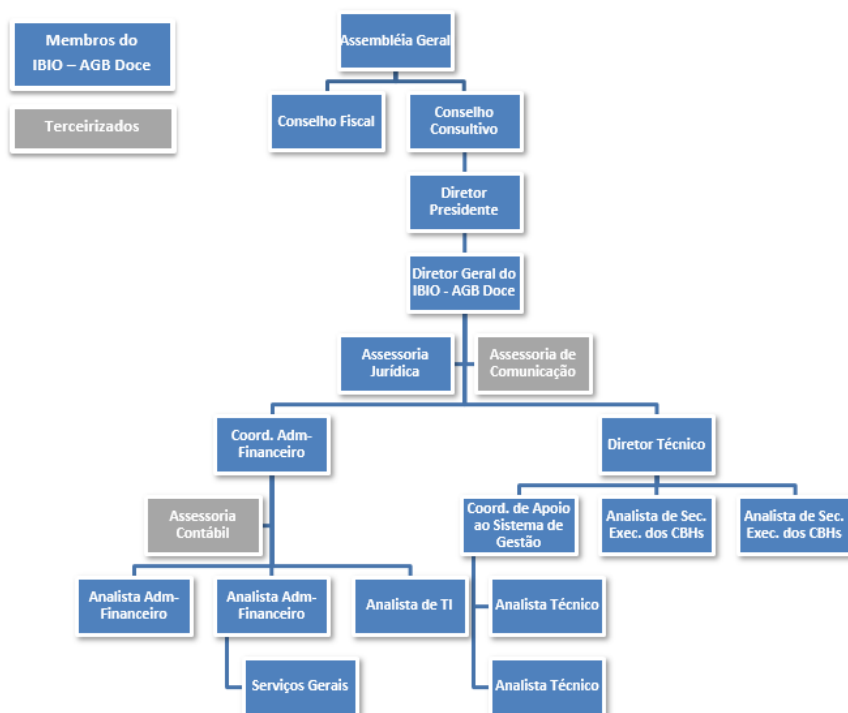 Membros do
IBIO – AGB Doce
Terceirizados
Assembléia Geral
Conselho Fiscal
Conselho
Consultivo
Diretor
Presidente
Diretor Geral do
IBIO - AGB Doce
Assessoria
Jurídica
Assessoria de
Comunicação
Coord. Adm-
Financeiro
Diretor Técnico
Assessoria
Contábil
Coord. de Apoio
ao Sistema de
Gestão
Analista de Sec.
Exec. dos CBHs
Analista de Sec.
Exec. dos CBHs
Analista Adm-
Financeiro
Analista Adm-
Financeiro
Analista de TI
Analista Técnico
Serviços Gerais
Analista Técnico